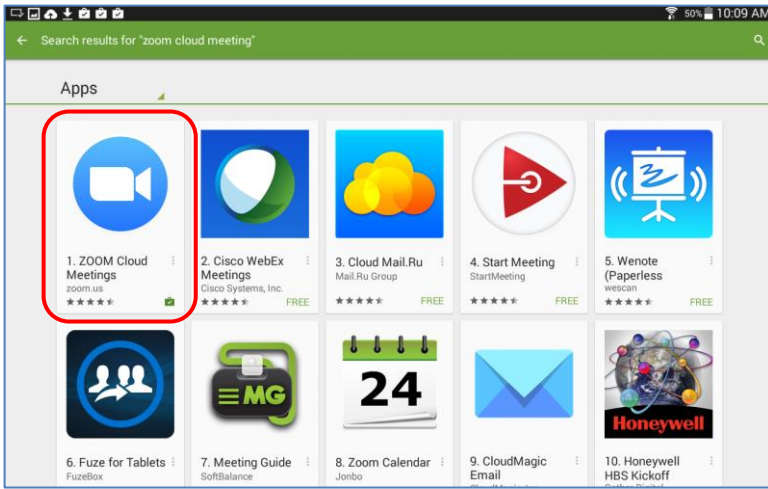 50% 10:09 AM
Search results for "zoom cloud meeting"
Apps
1. ZOOM Cloud
Meetings
zoom.us
2. Cisco WebEx
Meetings
Cisco Systems, Inc.
FREE
3. Cloud Mail.Ru
Mail.Ru Group
FREE
4. Start Meeting
StartMeeting
FREE
5. Wenote
(Paperless
wescan
FREE
MG
24
Honeywell
6. Fuze for Tablets
FuzeBox
7. Meeting Guide
SoftBalance
8. Zoom Calendar
Jonbo
9. CloudMagic
Email
10. Honeywell
HBS Kickoff